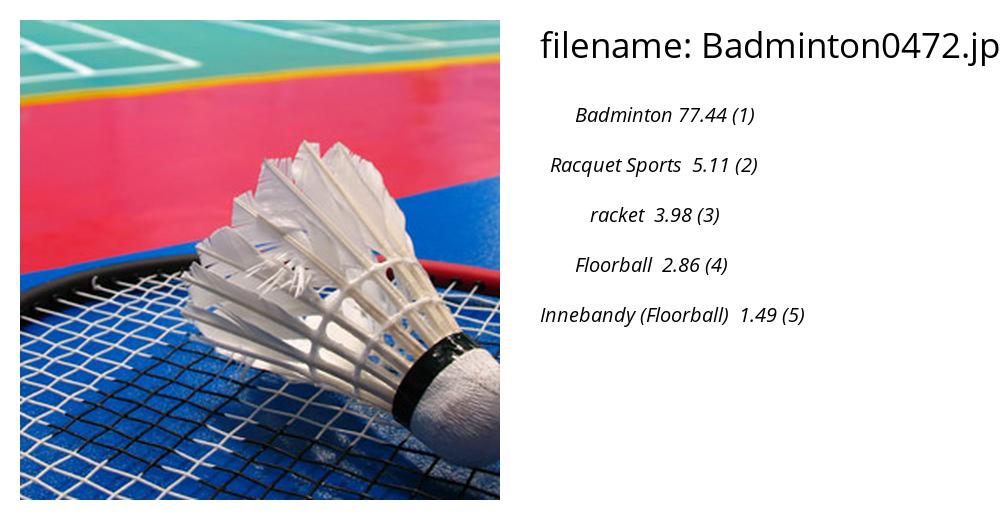 filename: Badminton0472.jp
Badminton 77.44 (1)
Racquet Sports 5.11 (2)
racket 3.98 (3)
Floorball 2.86 (4)
Innebandy (Floorball) 1.49 (5)